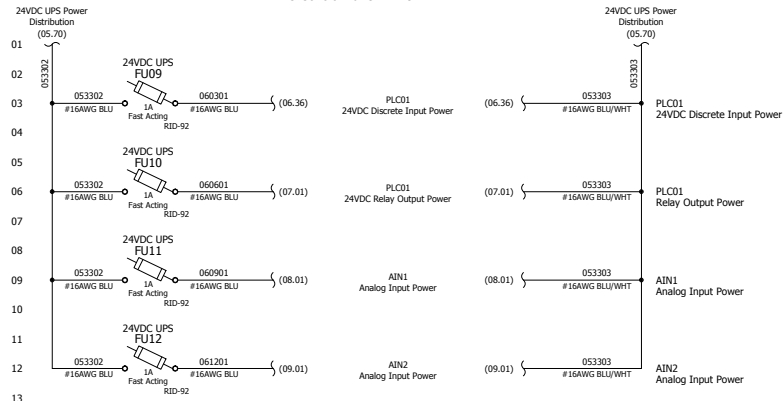 24VDC UPS Power
Distribution
(05.70)
24VDC UPS Power
Distribution
(05.70)
01
053302
053303
02
24VDC UPS
FU09
03
053302
#16AWG BLU
1A
Fast Acting
RID-92
060301
#16AWG BLU
(06.36)
PLC01
24VDC Discrete Input Power
(06.36)
053303
#16AWG BLU/WHT
PLC01
24VDC Discrete Input Power
04
05
24VDC UPS
FU10
06
053302
#16AWG BLU
1A
Fast Acting
RID-92
060601
#16AWG BLU
(07.01)
PLC01
24VDC Relay Output Power
(07.01)
053303
#16AWG BLU/WHT
PLC01
Relay Output Power
07
08
24VDC UPS
FU11
09
053302
#16AWG BLU
1A
Fast Acting
RID-92
060901
#16AWG BLU
(08.01)
AIN1
Analog Input Power
(08.01)
053303
#16AWG BLU/WHT
AIN1
Analog Input Power
10
11
24VDC UPS
FU12
12
053302
#16AWG BLU
1A
Fast Acting
RID-92
061201
#16AWG BLU
(09.01)
AIN2
Analog Input Power
(09.01)
053303
#16AWG BLU/WHT
AIN2
Analog Input Power
13